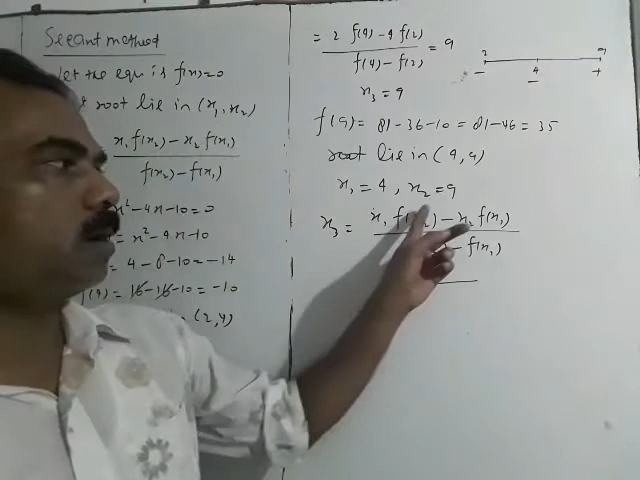 Secant method
let the equ is f(x)=0
root lie in (x₁, x₂)
x₁ f(x₂) - x₂ f(x₁)
f(x₂) - f(x₁)
x² - 4x - 10 = 0
= x² - 4x - 10
= 4 - 8 - 10 = -14
(4) = 16 - 16 - 10 = -10
(2, 4)
= 2 f(4) - 4 f(2) = 9
f(4) - f(2)
x₃ = 9
2 9
- 4 +
-
f(9) = 81 - 36 - 10 = 81 - 46 = 35
root lie in (4, 9)
x₁ = 4, x₂ = 9
x₃ = x₁ f(x₂) - x₂ f(x₁)
- f(x₁)